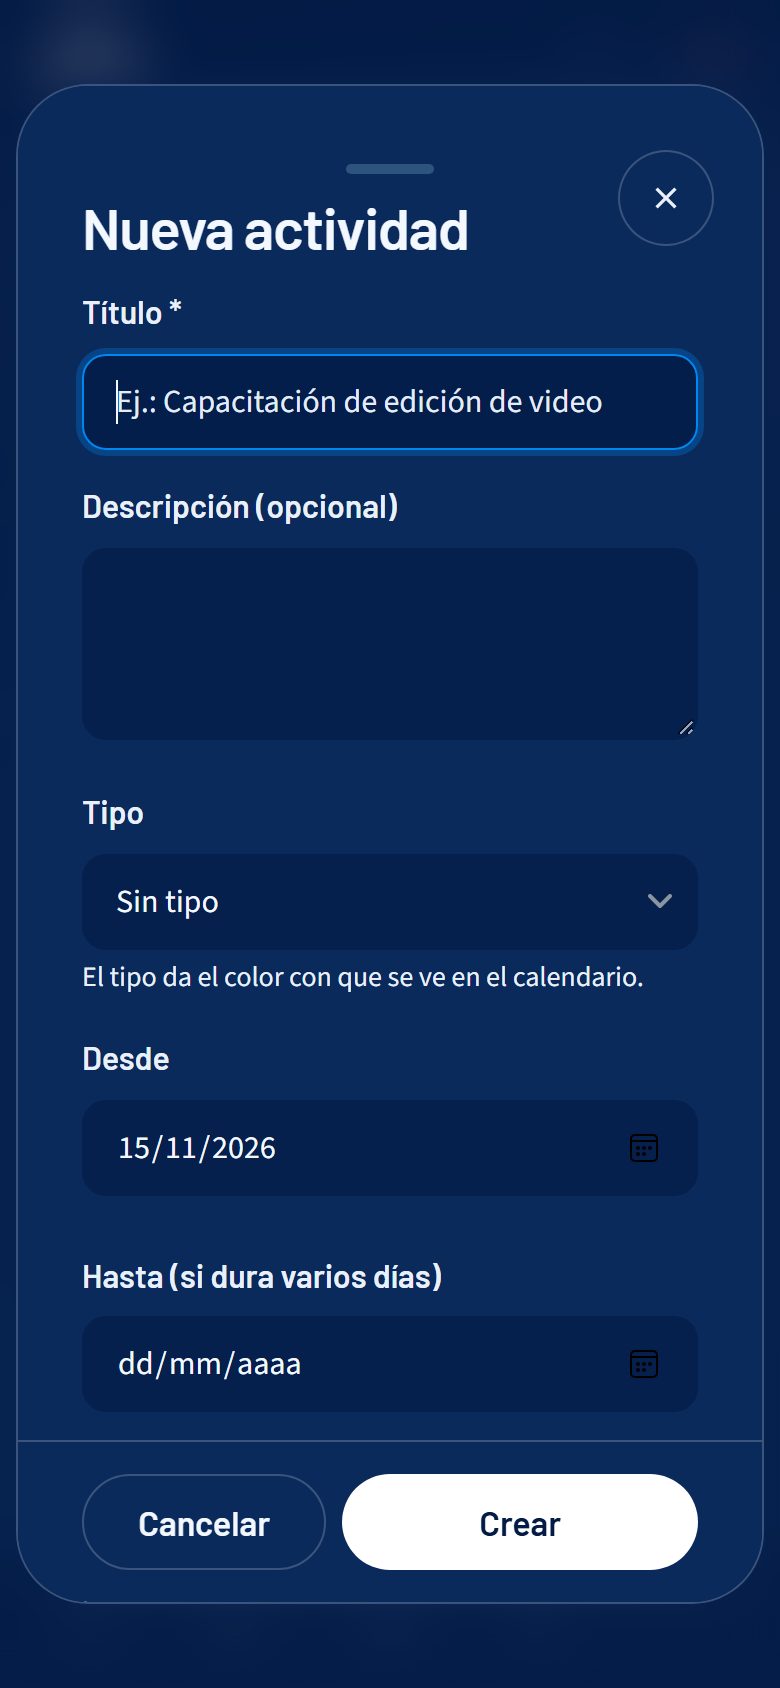 Nueva actividad
Título *
Ej.: Capacitación de edición de video
Descripción (opcional)
Tipo
Sin tipo
El tipo da el color con que se ve en el calendario.
Desde
15/11/2026
Hasta (si dura varios días)
dd/mm/aaaa
Cancelar
Crear